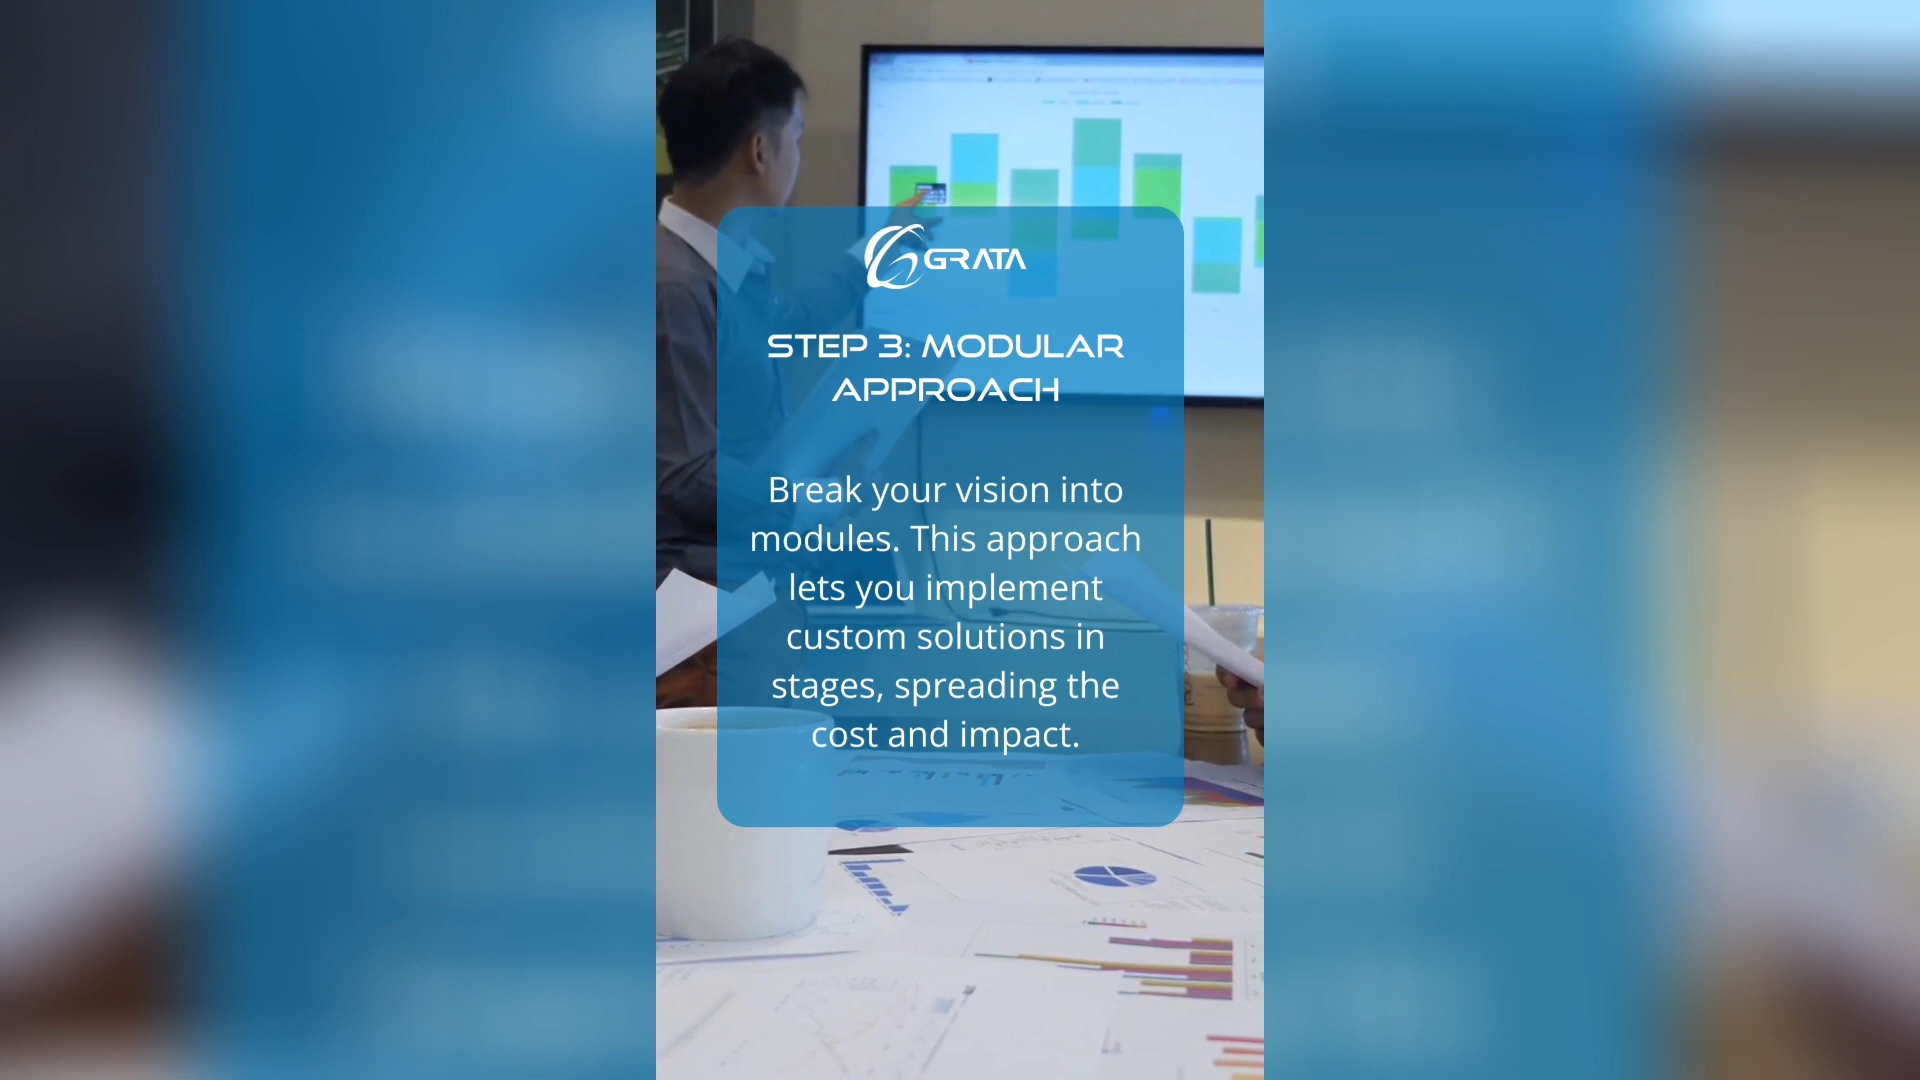 GRATA
STEP 3: MODULAR
APPROACH
Break your vision into
modules. This approach
lets you implement
custom solutions in
stages, spreading the
cost and impact.